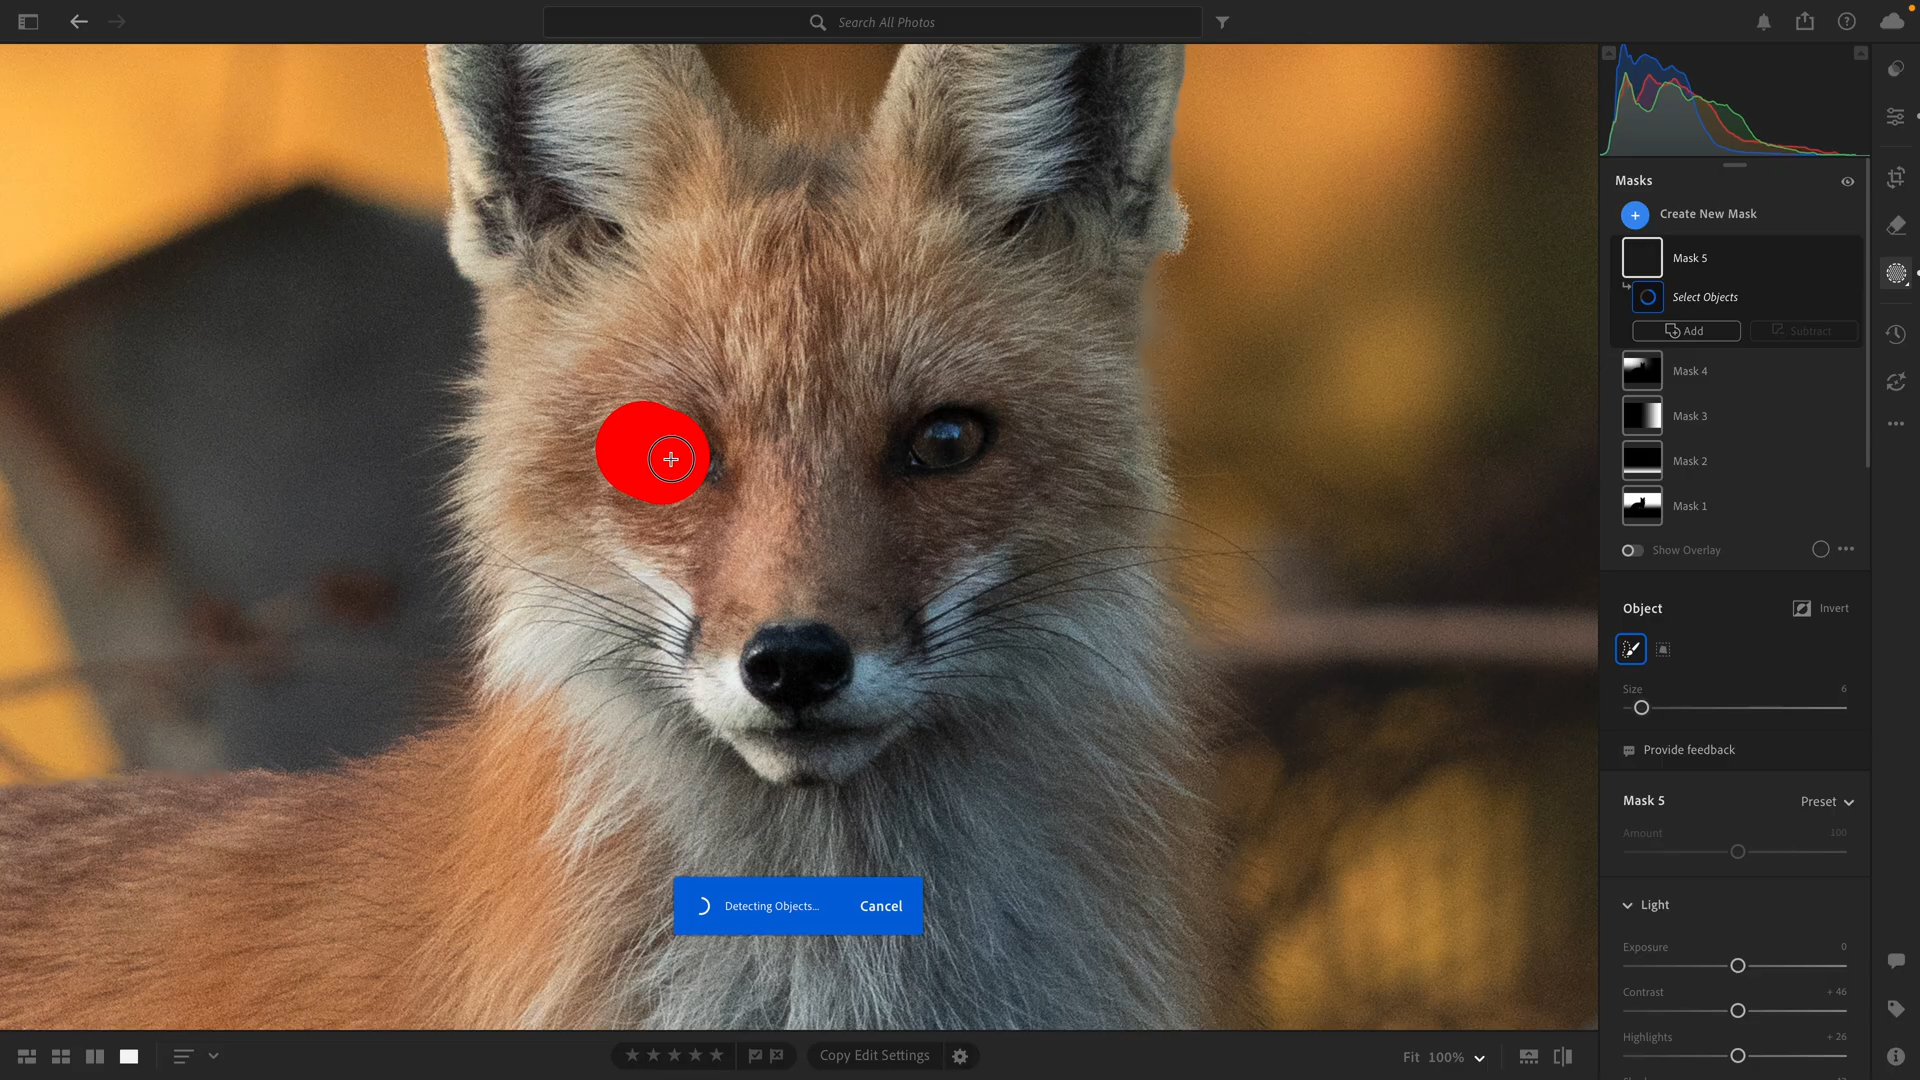 Search All Photos
Masks
Create New Mask
Mask 5
Select Objects
Add
Subtract
Mask 4
Mask 3
Mask 2
Mask 1
Show Overlay
Object
Invert
Size 6
Provide feedback
Mask 5 Preset
Amount 100
Detecting Objects... Cancel
Light
Exposure 0
Contrast + 46
Highlights + 26
Copy Edit Settings
Fit 100%